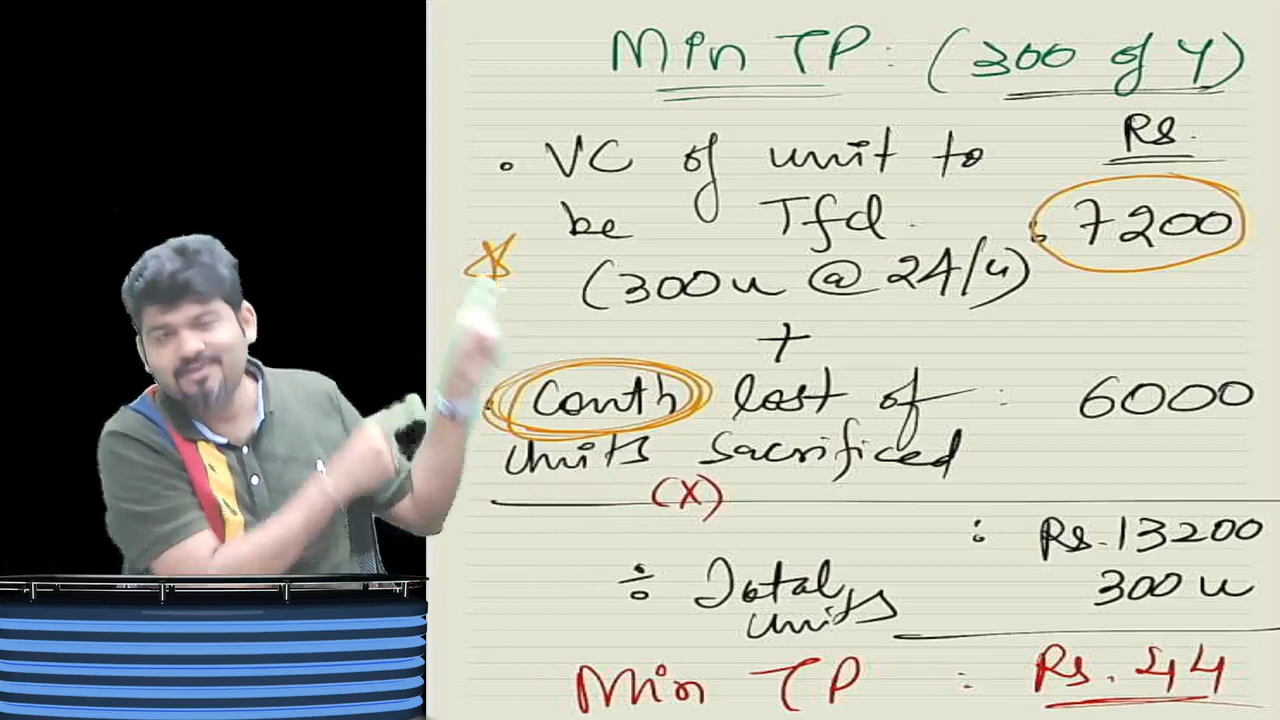 Min TP: (300 of Y)
Rs.
• VC of unit to
be Tfd. : 7200
(300u @ 24/u)
+
Contb lost of : 6000
units sacrificed
(X)
: Rs. 13200
÷ Total units 300 u
Min TP : Rs. 44